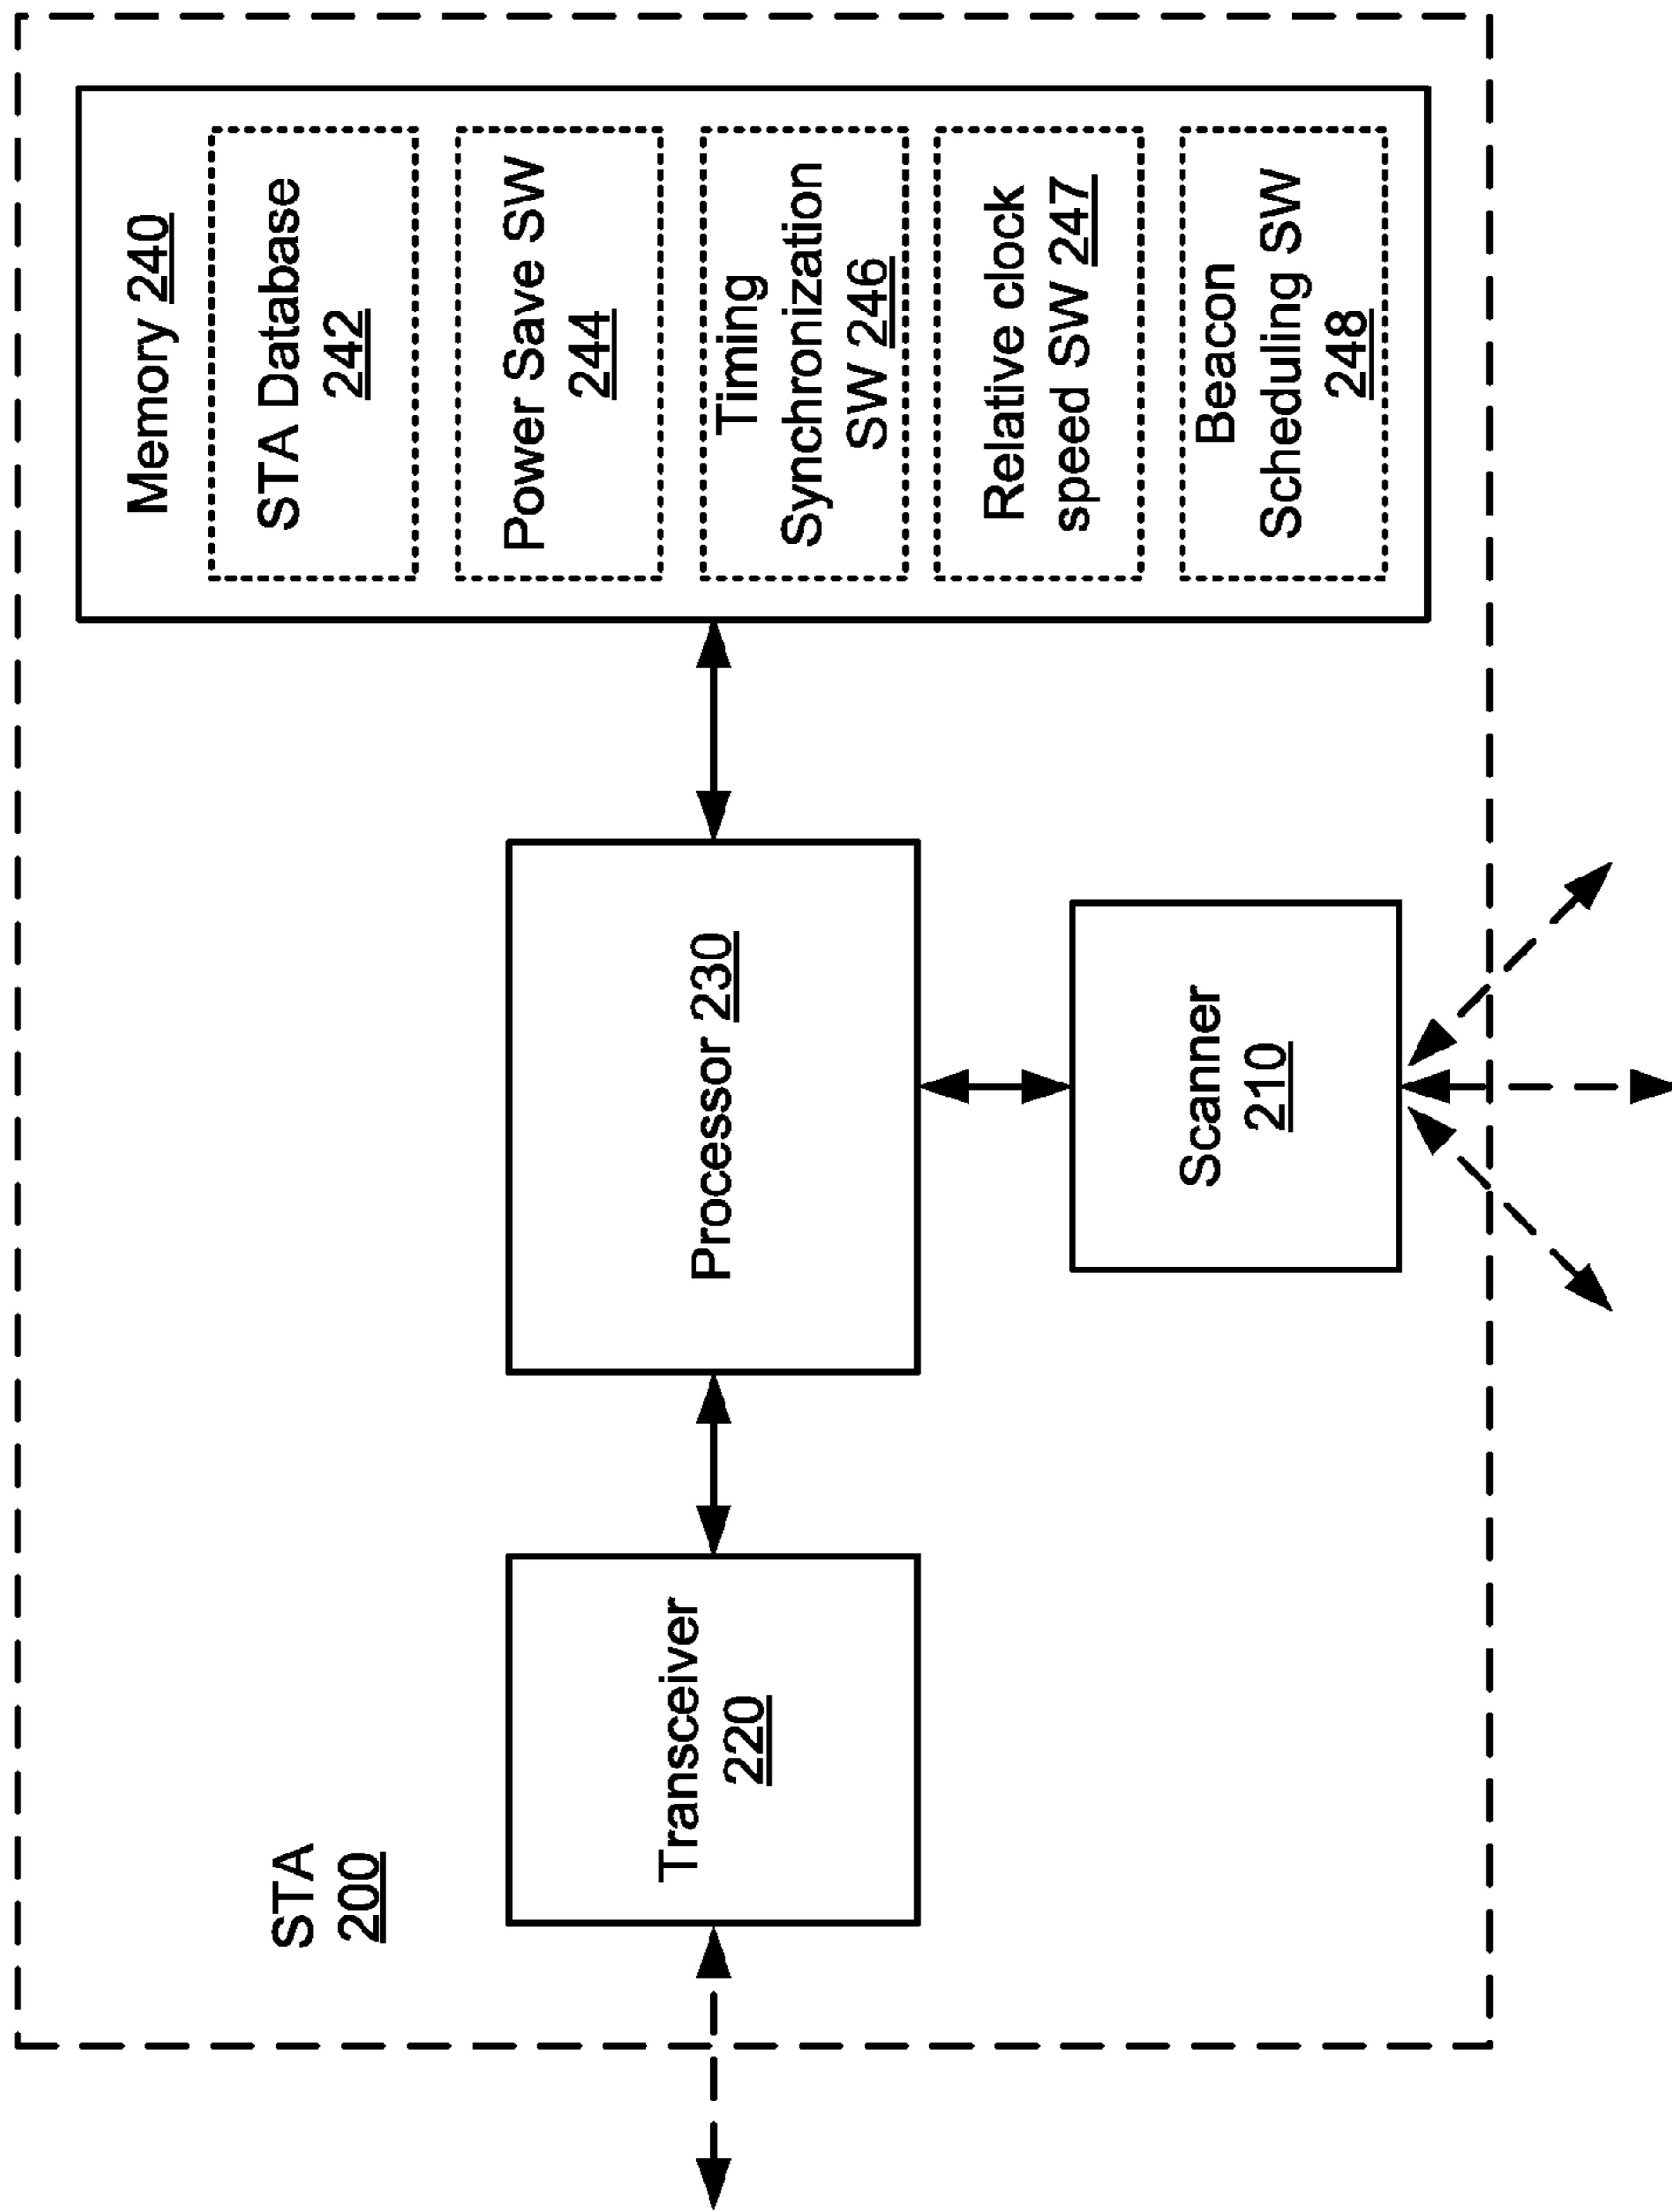 STA
200
Transceiver
220
Processor 230
Scanner
210
Memory 240
STA Database
242
Power Save SW
244
Timing
Synchronization
SW 246
Relative clock
speed SW 247
Beacon
Scheduling SW
248